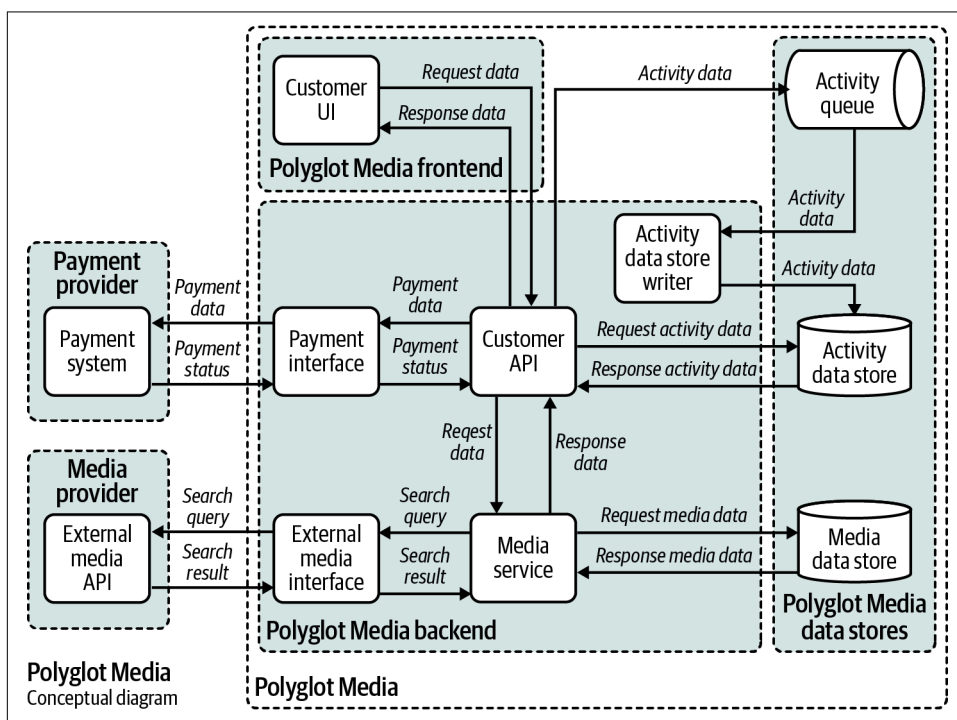 Customer
UI
Request data
Response data
Polyglot Media frontend
Activity data
Activity
queue
Activity
data
Activity
data store
writer
Activity data
Payment
provider
Payment
system
Payment
data
Payment
status
Payment
interface
Payment
data
Payment
status
Customer
API
Request activity data
Response activity data
Activity
data store
Reqest
data
Response
data
Media
provider
External
media
API
Search
query
Search
result
External
media
interface
Search
query
Search
result
Media
service
Request media data
Response media data
Media
data store
Polyglot Media backend
Polyglot Media
data stores
Polyglot Media
Conceptual diagram
Polyglot Media